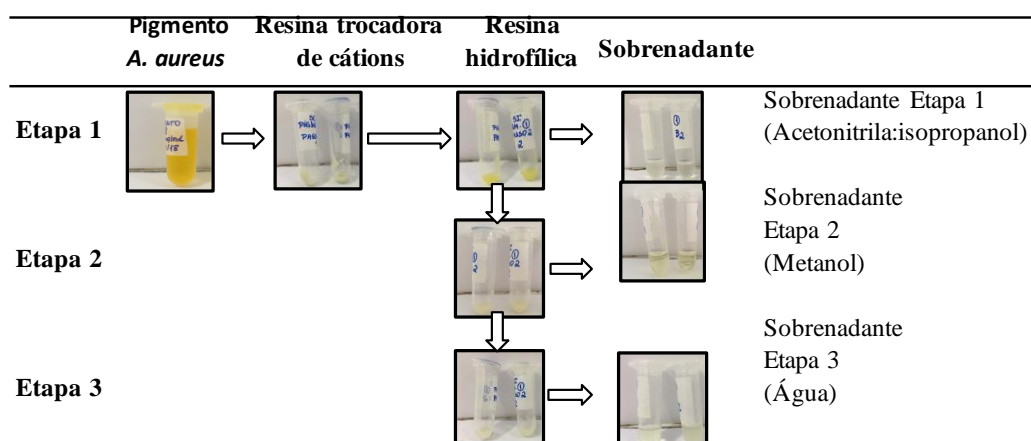 Pigmento Resina trocadora Resina
A. aureus de cátions hidrofílica Sobrenadante
Etapa 1
Sobrenadante Etapa 1
(Acetonitrila:isopropanol)
Etapa 2
Sobrenadante
Etapa 2
(Metanol)
Etapa 3
Sobrenadante
Etapa 3
(Água)